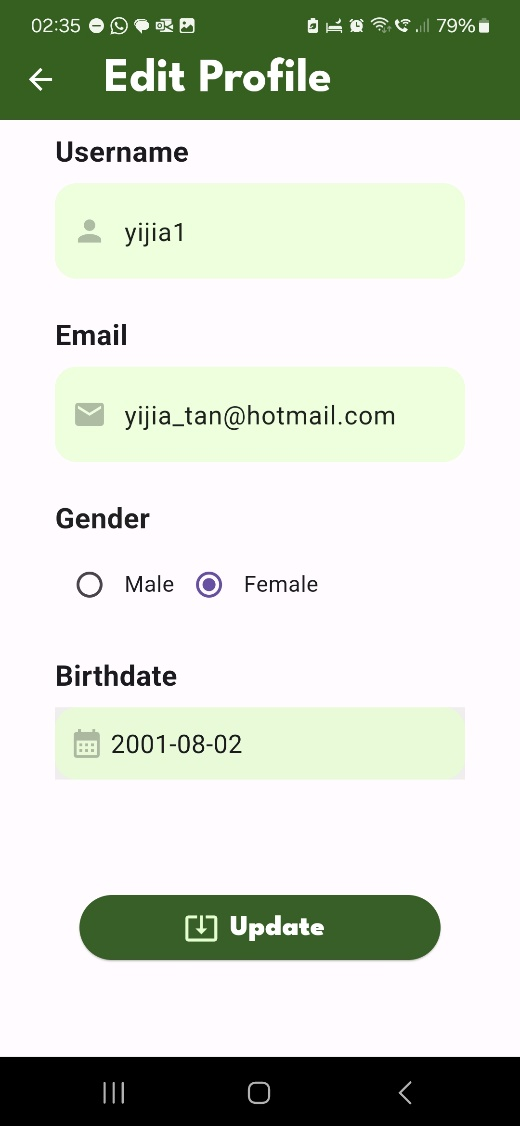 02:35 79%
Edit Profile
Username
yijia1
Email
yijia_tan@hotmail.com
Gender
Male Female
Birthdate
2001-08-02
Update